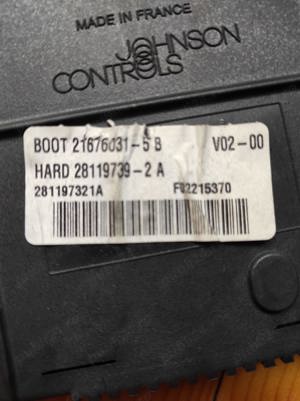 MADE IN FRANCE
JOHNSON
CONTROLS
BOOT 21676031-5 B V02-00
HARD 28119739-2 A
281197321A F02215370